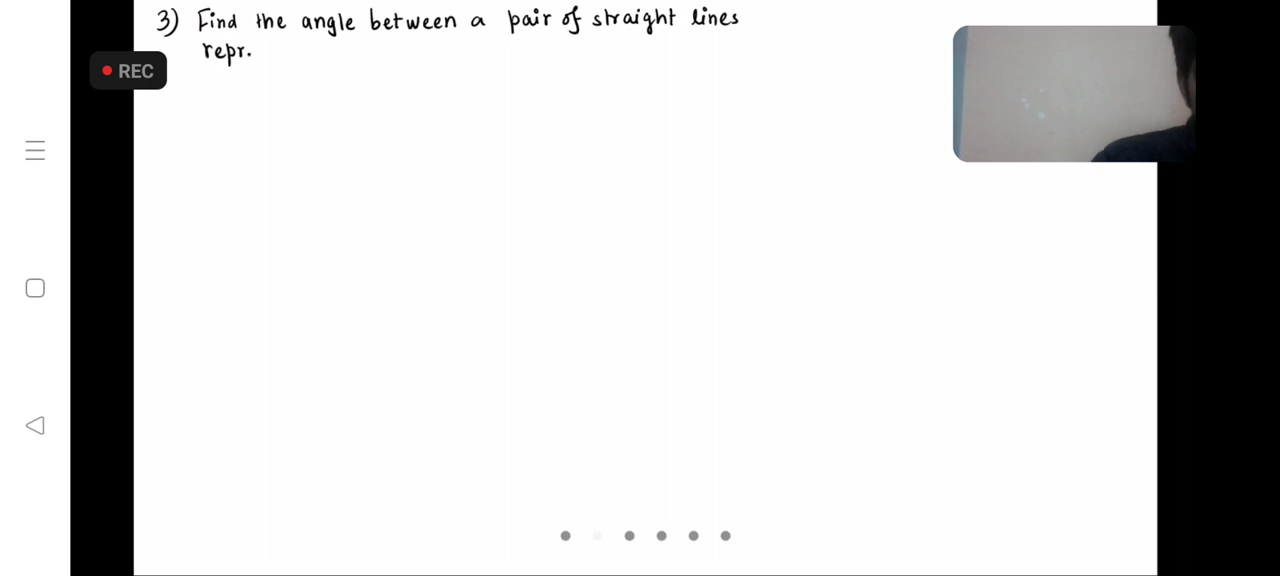 3) Find the angle between a pair of straight lines
repr.
REC